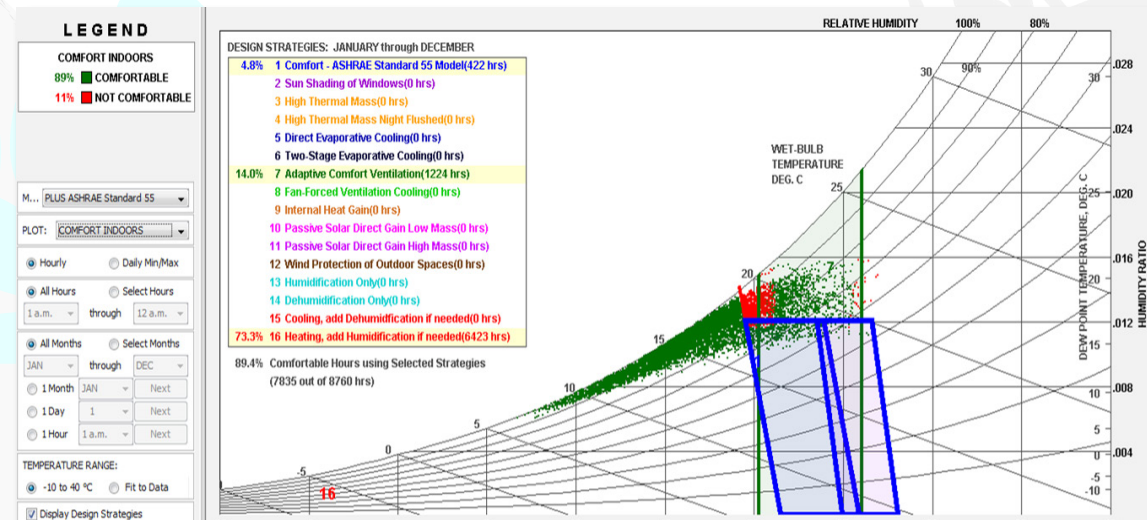 LEGEND
COMFORT INDOORS
89% COMFORTABLE
11% NOT COMFORTABLE
M... PLUS ASHRAE Standard 55
PLOT: COMFORT INDOORS
Hourly Daily Min/Max
All Hours Select Hours
1 a.m. through 12 a.m.
All Months Select Months
JAN through DEC
1 Month JAN Next
1 Day 1 Next
1 Hour 1 a.m. Next
TEMPERATURE RANGE:
-10 to 40 °C Fit to Data
Display Design Strategies
DESIGN STRATEGIES: JANUARY through DECEMBER
4.8% 1 Comfort - ASHRAE Standard 55 Model(422 hrs)
2 Sun Shading of Windows(0 hrs)
3 High Thermal Mass(0 hrs)
4 High Thermal Mass Night Flushed(0 hrs)
5 Direct Evaporative Cooling(0 hrs)
6 Two-Stage Evaporative Cooling(0 hrs)
14.0% 7 Adaptive Comfort Ventilation(1224 hrs)
8 Fan-Forced Ventilation Cooling(0 hrs)
9 Internal Heat Gain(0 hrs)
10 Passive Solar Direct Gain Low Mass(0 hrs)
11 Passive Solar Direct Gain High Mass(0 hrs)
12 Wind Protection of Outdoor Spaces(0 hrs)
13 Humidification Only(0 hrs)
14 Dehumidification Only(0 hrs)
15 Cooling, add Dehumidfication if needed(0 hrs)
73.3% 16 Heating, add Humidification if needed(6423 hrs)
89.4% Comfortable Hours using Selected Strategies
(7835 out of 8760 hrs)
RELATIVE HUMIDITY 100% 80%
90%
WET-BULB
TEMPERATURE
DEG. C
-5
0
5
10
15
20
25
30
7
16
DEW POINT TEMPERATURE, DEG. C
30
25
20
15
10
5
0
-5
-10
HUMIDITY RATIO
.028
.024
.020
.016
.012
.008
.004